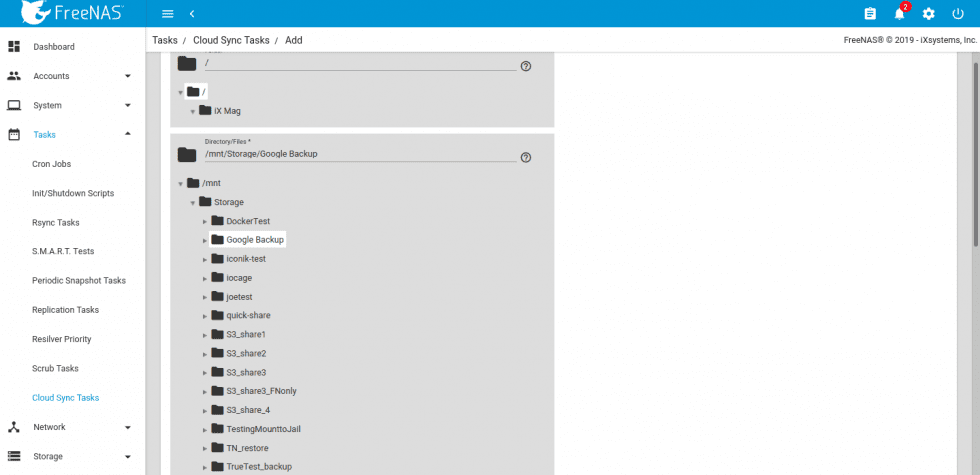 FreeNAS®
2
Tasks / Cloud Sync Tasks / Add
FreeNAS® © 2019 - iXsystems, Inc.
Dashboard
Accounts
System
Tasks
Cron Jobs
Init/Shutdown Scripts
Rsync Tasks
S.M.A.R.T. Tests
Periodic Snapshot Tasks
Replication Tasks
Resilver Priority
Scrub Tasks
Cloud Sync Tasks
Network
Storage
/
/
iX Mag
Directory/Files *
/mnt/Storage/Google Backup
/mnt
Storage
DockerTest
Google Backup
iconik-test
iocage
joetest
quick-share
S3_share1
S3_share2
S3_share3
S3_share3_FNonly
S3_share_4
TestingMounttoJail
TN_restore
TrueTest_backup